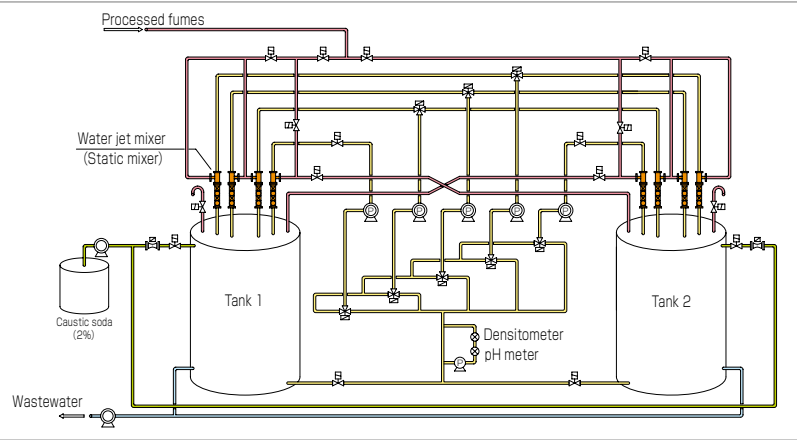 Processed fumes
Water jet mixer
(Static mixer)
P
P
P
P
P
Tank 1
Tank 2
Caustic soda
(2%)
Densitometer
pH meter
P
Wastewater